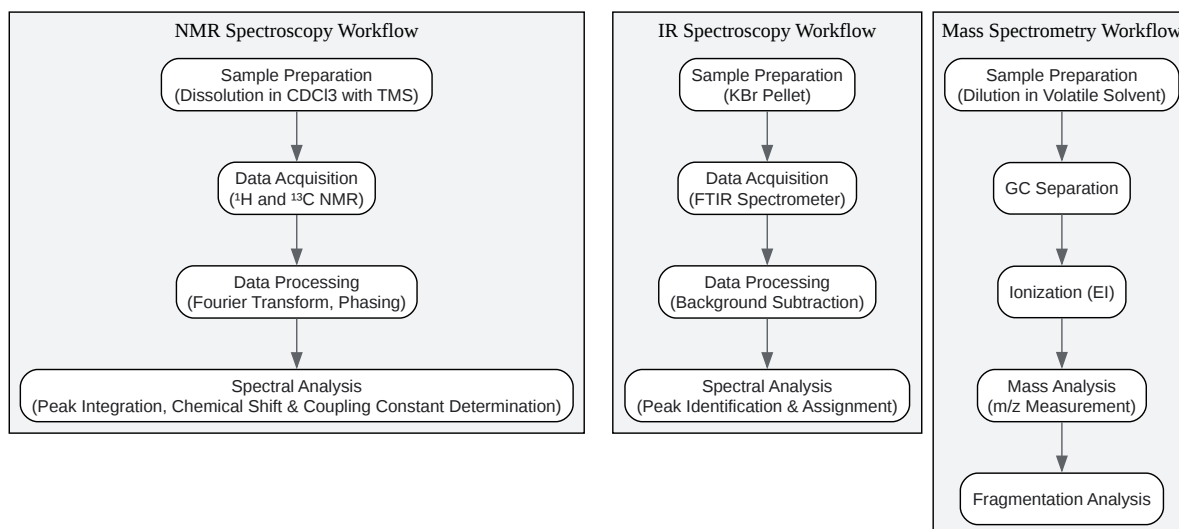 NMR Spectroscopy Workflow
Sample Preparation
(Dissolution in CDCl3 with TMS)
Data Acquisition
(¹H and ¹³C NMR)
Data Processing
(Fourier Transform, Phasing)
Spectral Analysis
(Peak Integration, Chemical Shift & Coupling Constant Determination)
IR Spectroscopy Workflow
Sample Preparation
(KBr Pellet)
Data Acquisition
(FTIR Spectrometer)
Data Processing
(Background Subtraction)
Spectral Analysis
(Peak Identification & Assignment)
Mass Spectrometry Workflow
Sample Preparation
(Dilution in Volatile Solvent)
GC Separation
Ionization (EI)
Mass Analysis
(m/z Measurement)
Fragmentation Analysis